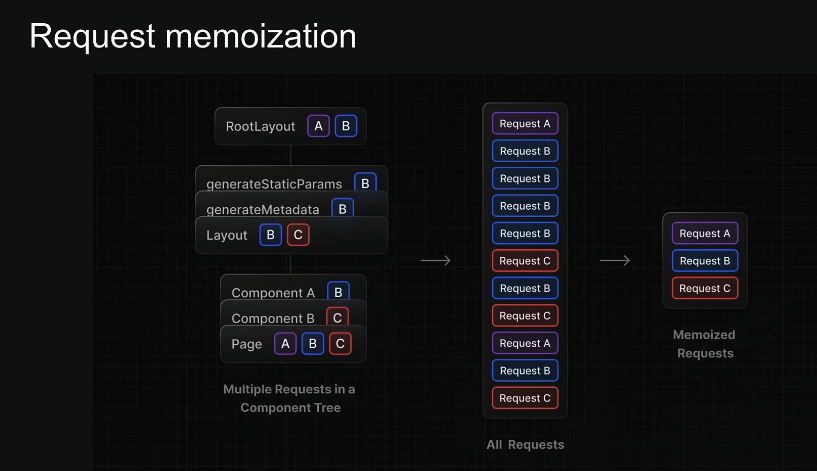 Request memoization
RootLayout A B
generateStaticParams B
generateMetadata B
Layout B C
Component A B
Component B C
Page A B C
Multiple Requests in a
Component Tree
Request A
Request B
Request B
Request B
Request B
Request C
Request B
Request C
Request A
Request B
Request C
All Requests
Request A
Request B
Request C
Memoized
Requests